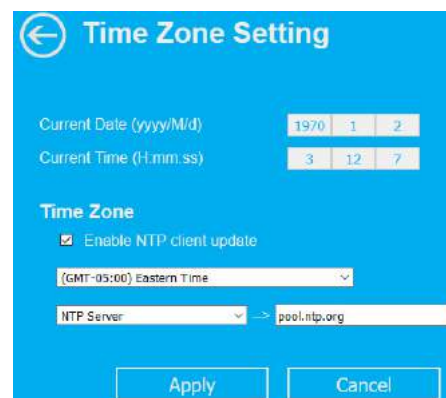 Time Zone Setting
Current Date (yyyy/M/d) 1970 1 2
Current Time (H:mm:ss) 3 12 7
Time Zone
Enable NTP client update
(GMT-05:00) Eastern Time
NTP Server --> pool.ntp.org
Apply Cancel